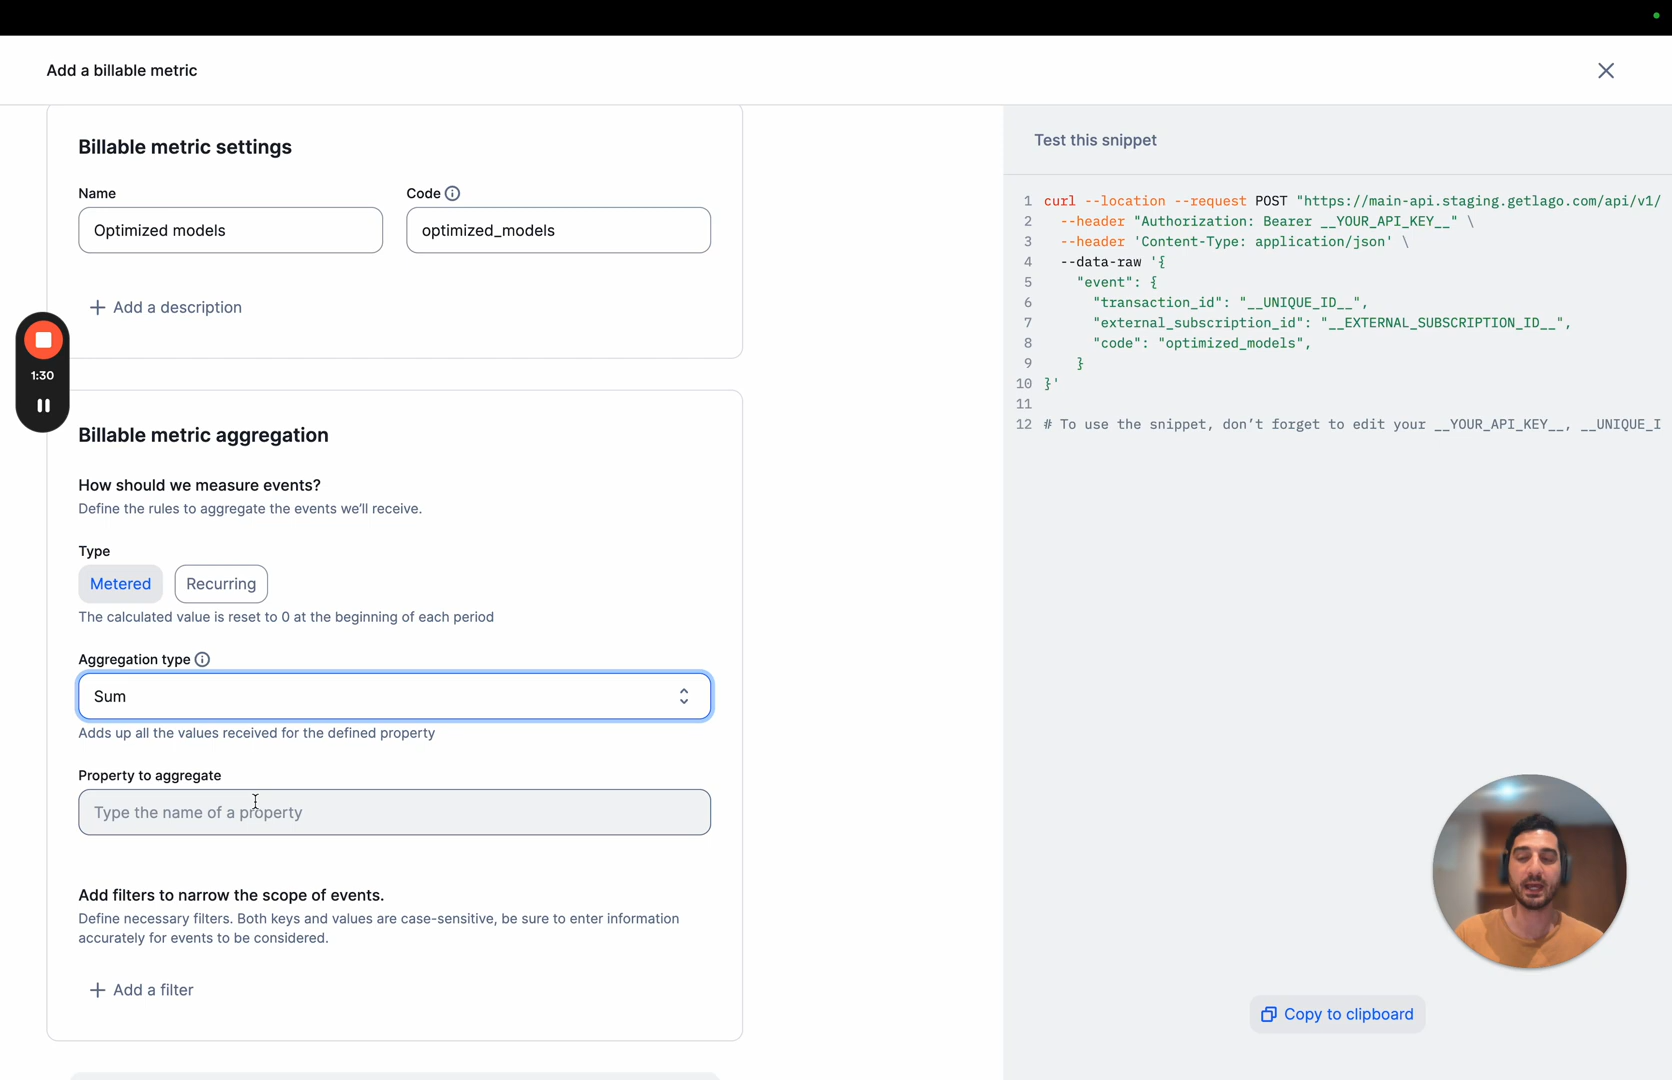 Add a billable metric
Billable metric settings
Name
Code
Optimized models
optimized_models
Add a description
1:30
Billable metric aggregation
How should we measure events?
Define the rules to aggregate the events we’ll receive.
Type
Metered
Recurring
The calculated value is reset to 0 at the beginning of each period
Aggregation type
Sum
Adds up all the values received for the defined property
Property to aggregate
Type the name of a property
Add filters to narrow the scope of events.
Define necessary filters. Both keys and values are case-sensitive, be sure to enter information
accurately for events to be considered.
Add a filter
Test this snippet
1 curl --location --request POST "https://main-api.staging.getlago.com/api/v1/
2 --header "Authorization: Bearer __YOUR_API_KEY__" \
3 --header 'Content-Type: application/json' \
4 --data-raw '{
5 "event": {
6 "transaction_id": "__UNIQUE_ID__",
7 "external_subscription_id": "__EXTERNAL_SUBSCRIPTION_ID__",
8 "code": "optimized_models",
9 }
10 }'
11
12 # To use the snippet, don’t forget to edit your __YOUR_API_KEY__, __UNIQUE_I
Copy to clipboard